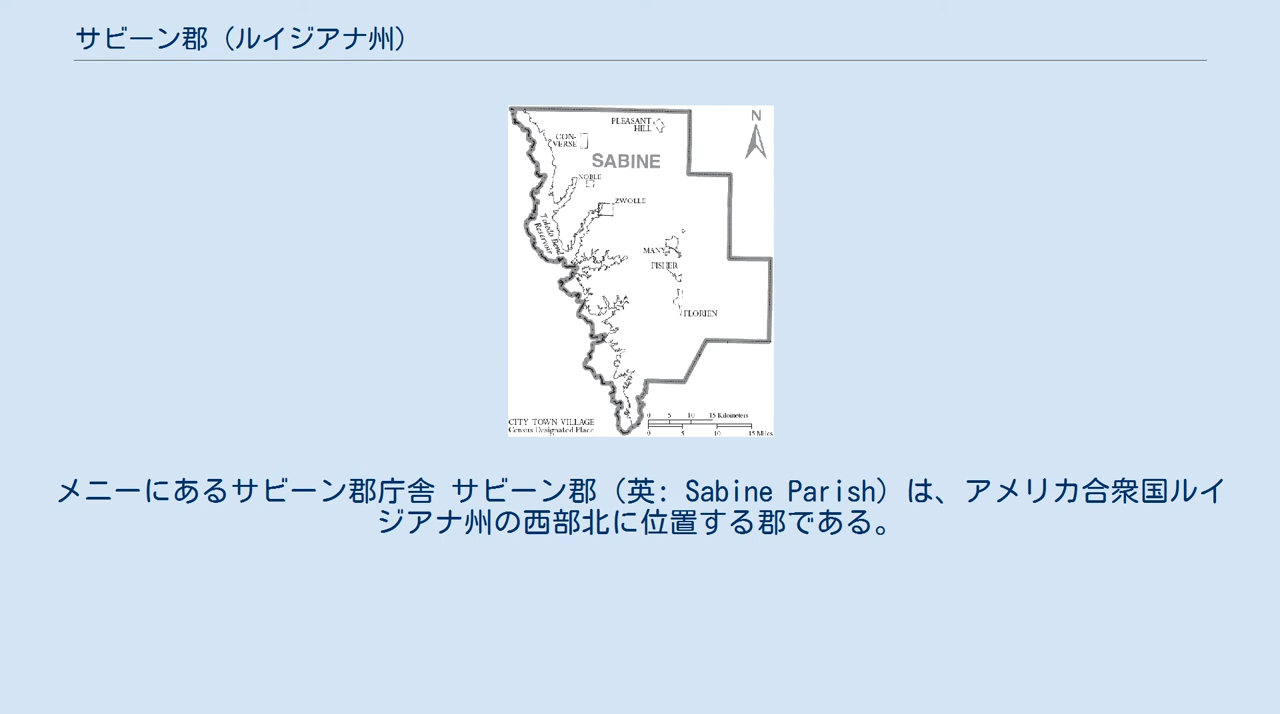 サビーン郡（ルイジアナ州）
N
PLEASANT
HILL
CON-
VERSE
SABINE
NOBLE
ZWOLLE
Toledo Bend
Reservoir
MANY
FISHER
FLORIEN
0 5 10 15 Kilometers
0 5 10 15 Miles
CITY TOWN VILLAGE
Census Designated Place
メニーにあるサビーン郡庁舎 サビーン郡（英: Sabine Parish）は、アメリカ合衆国ルイ
ジアナ州の西部北に位置する郡である。